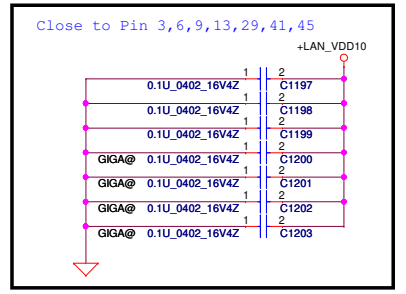 Close to Pin 3,6,9,13,29,41,45
+LAN_VDD10
1 2
0.1U_0402_16V4Z C1197
1 2
0.1U_0402_16V4Z C1198
1 2
0.1U_0402_16V4Z C1199
1 2
GIGA@ 0.1U_0402_16V4Z C1200
1 2
GIGA@ 0.1U_0402_16V4Z C1201
1 2
GIGA@ 0.1U_0402_16V4Z C1202
1 2
GIGA@ 0.1U_0402_16V4Z C1203